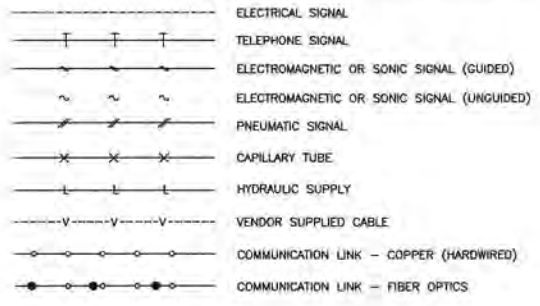 ELECTRICAL SIGNAL
T T T TELEPHONE SIGNAL
ELECTROMAGNETIC OR SONIC SIGNAL (GUIDED)
ELECTROMAGNETIC OR SONIC SIGNAL (UNGUIDED)
PNEUMATIC SIGNAL
CAPILLARY TUBE
L L L HYDRAULIC SUPPLY
V V V VENDOR SUPPLIED CABLE
COMMUNICATION LINK – COPPER (HARDWIRED)
COMMUNICATION LINK – FIBER OPTICS